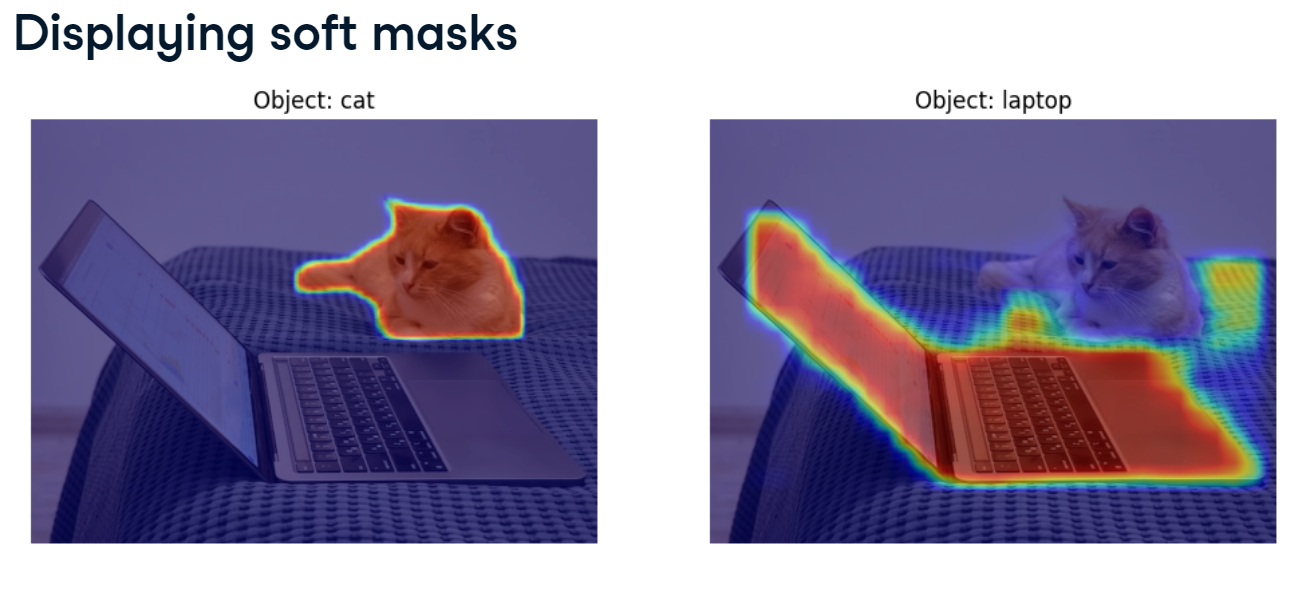 Displaying soft masks
Object: cat
Object: laptop